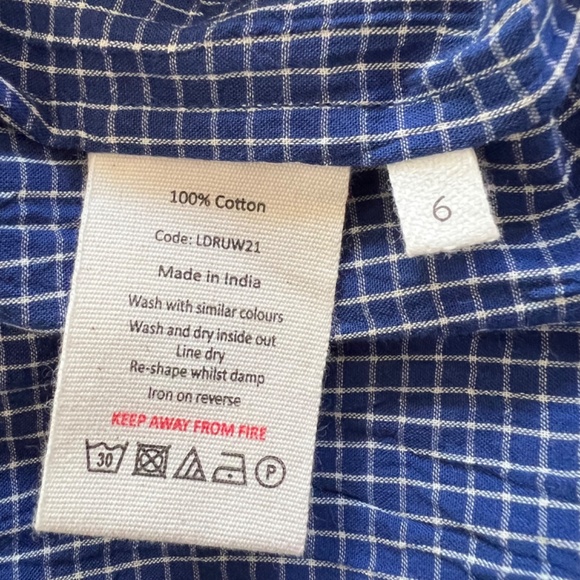 100% Cotton
Code: LDRUW21
Made in India
Wash with similar colours
Wash and dry inside out
Line dry
Re-shape whilst damp
Iron on reverse
KEEP AWAY FROM FIRE
30 P
6